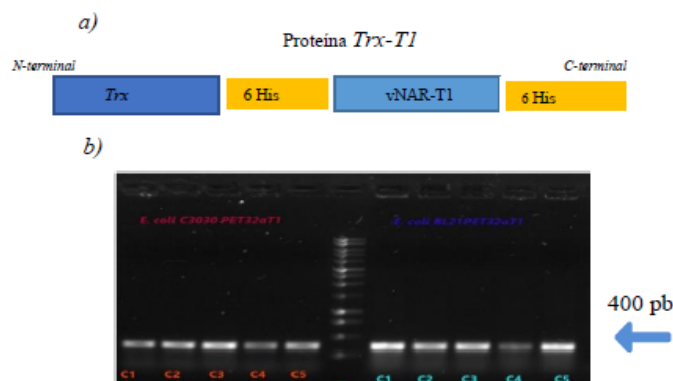 a)
Proteína Trx-T1
N-terminal
C-terminal
Trx
6 His
vNAR-T1
6 His
b)
E. coli C3030-PET32aT1
E. coli BL21PET32aT1
400 pb
C1 C2 C3 C4 C5
C1 C2 C3 C4 C5